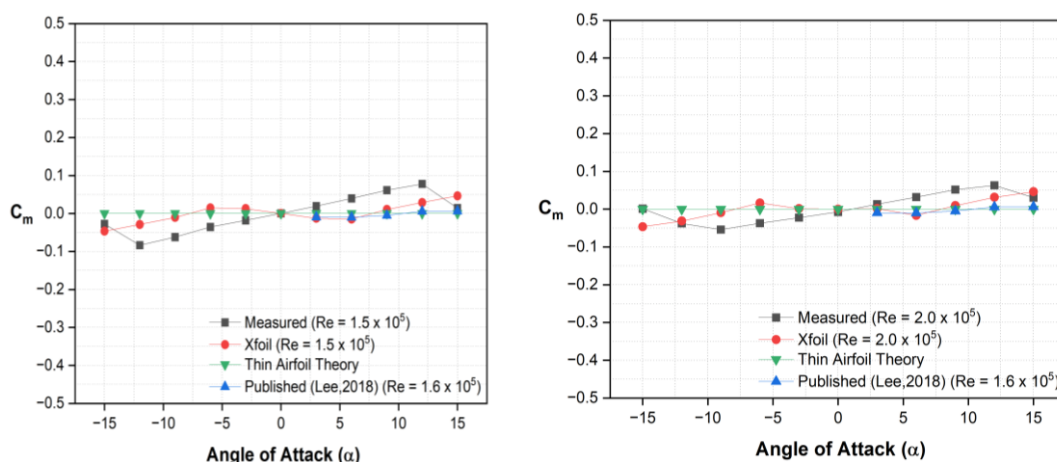 0.5
0.4
0.3
0.2
0.1
0.0
−0.1
−0.2
−0.3
−0.4
−0.5
Cm
Measured (Re = 1.5 x 10⁵)
Xfoil (Re = 1.5 x 10⁵)
Thin Airfoil Theory
Published (Lee,2018) (Re = 1.6 x 10⁵)
−15 −10 −5 0 5 10 15
Angle of Attack (α)
0.5
0.4
0.3
0.2
0.1
0.0
−0.1
−0.2
−0.3
−0.4
−0.5
Cm
Measured (Re = 2.0 x 10⁵)
Xfoil (Re = 2.0 x 10⁵)
Thin Airfoil Theory
Published (Lee,2018) (Re = 1.6 x 10⁵)
−15 −10 −5 0 5 10 15
Angle of Attack (α)